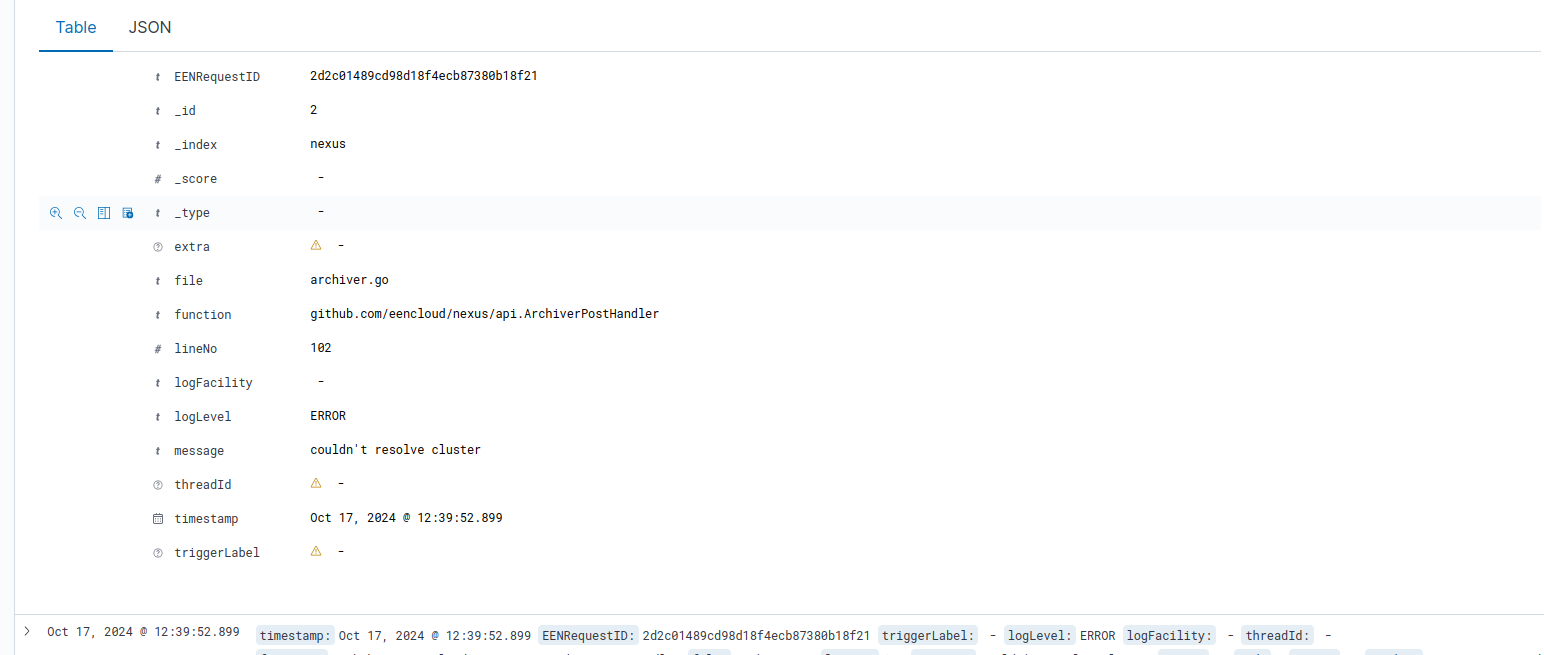 Table JSON
t EENRequestID 2d2c01489cd98d18f4ecb87380b18f21
t _id 2
t _index nexus
# _score -
t _type -
extra -
t file archiver.go
t function github.com/eencloud/nexus/api.ArchiverPostHandler
# lineNo 102
t logFacility -
t logLevel ERROR
t message couldn't resolve cluster
threadId -
timestamp Oct 17, 2024 @ 12:39:52.899
triggerLabel -
Oct 17, 2024 @ 12:39:52.899 timestamp: Oct 17, 2024 @ 12:39:52.899 EENRequestID: 2d2c01489cd98d18f4ecb87380b18f21 triggerLabel: - logLevel: ERROR logFacility: - threadId: -